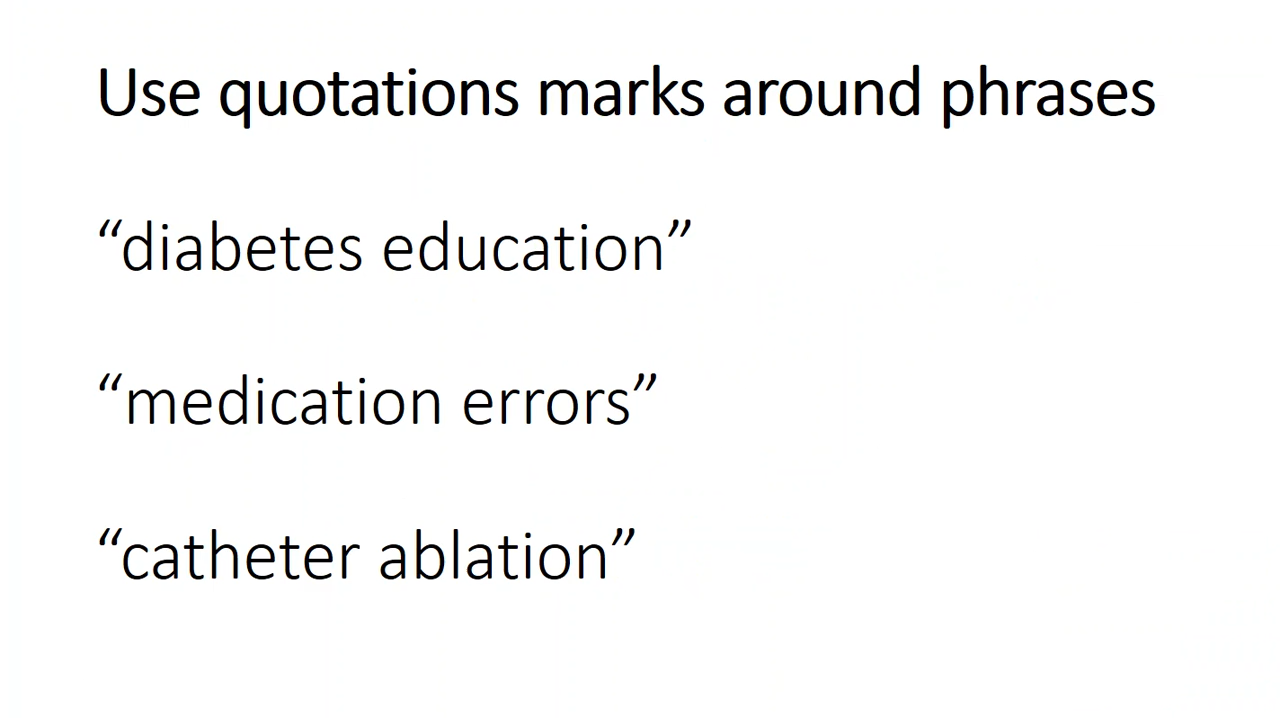 Use quotations marks around phrases
“diabetes education”
“medication errors”
“catheter ablation”